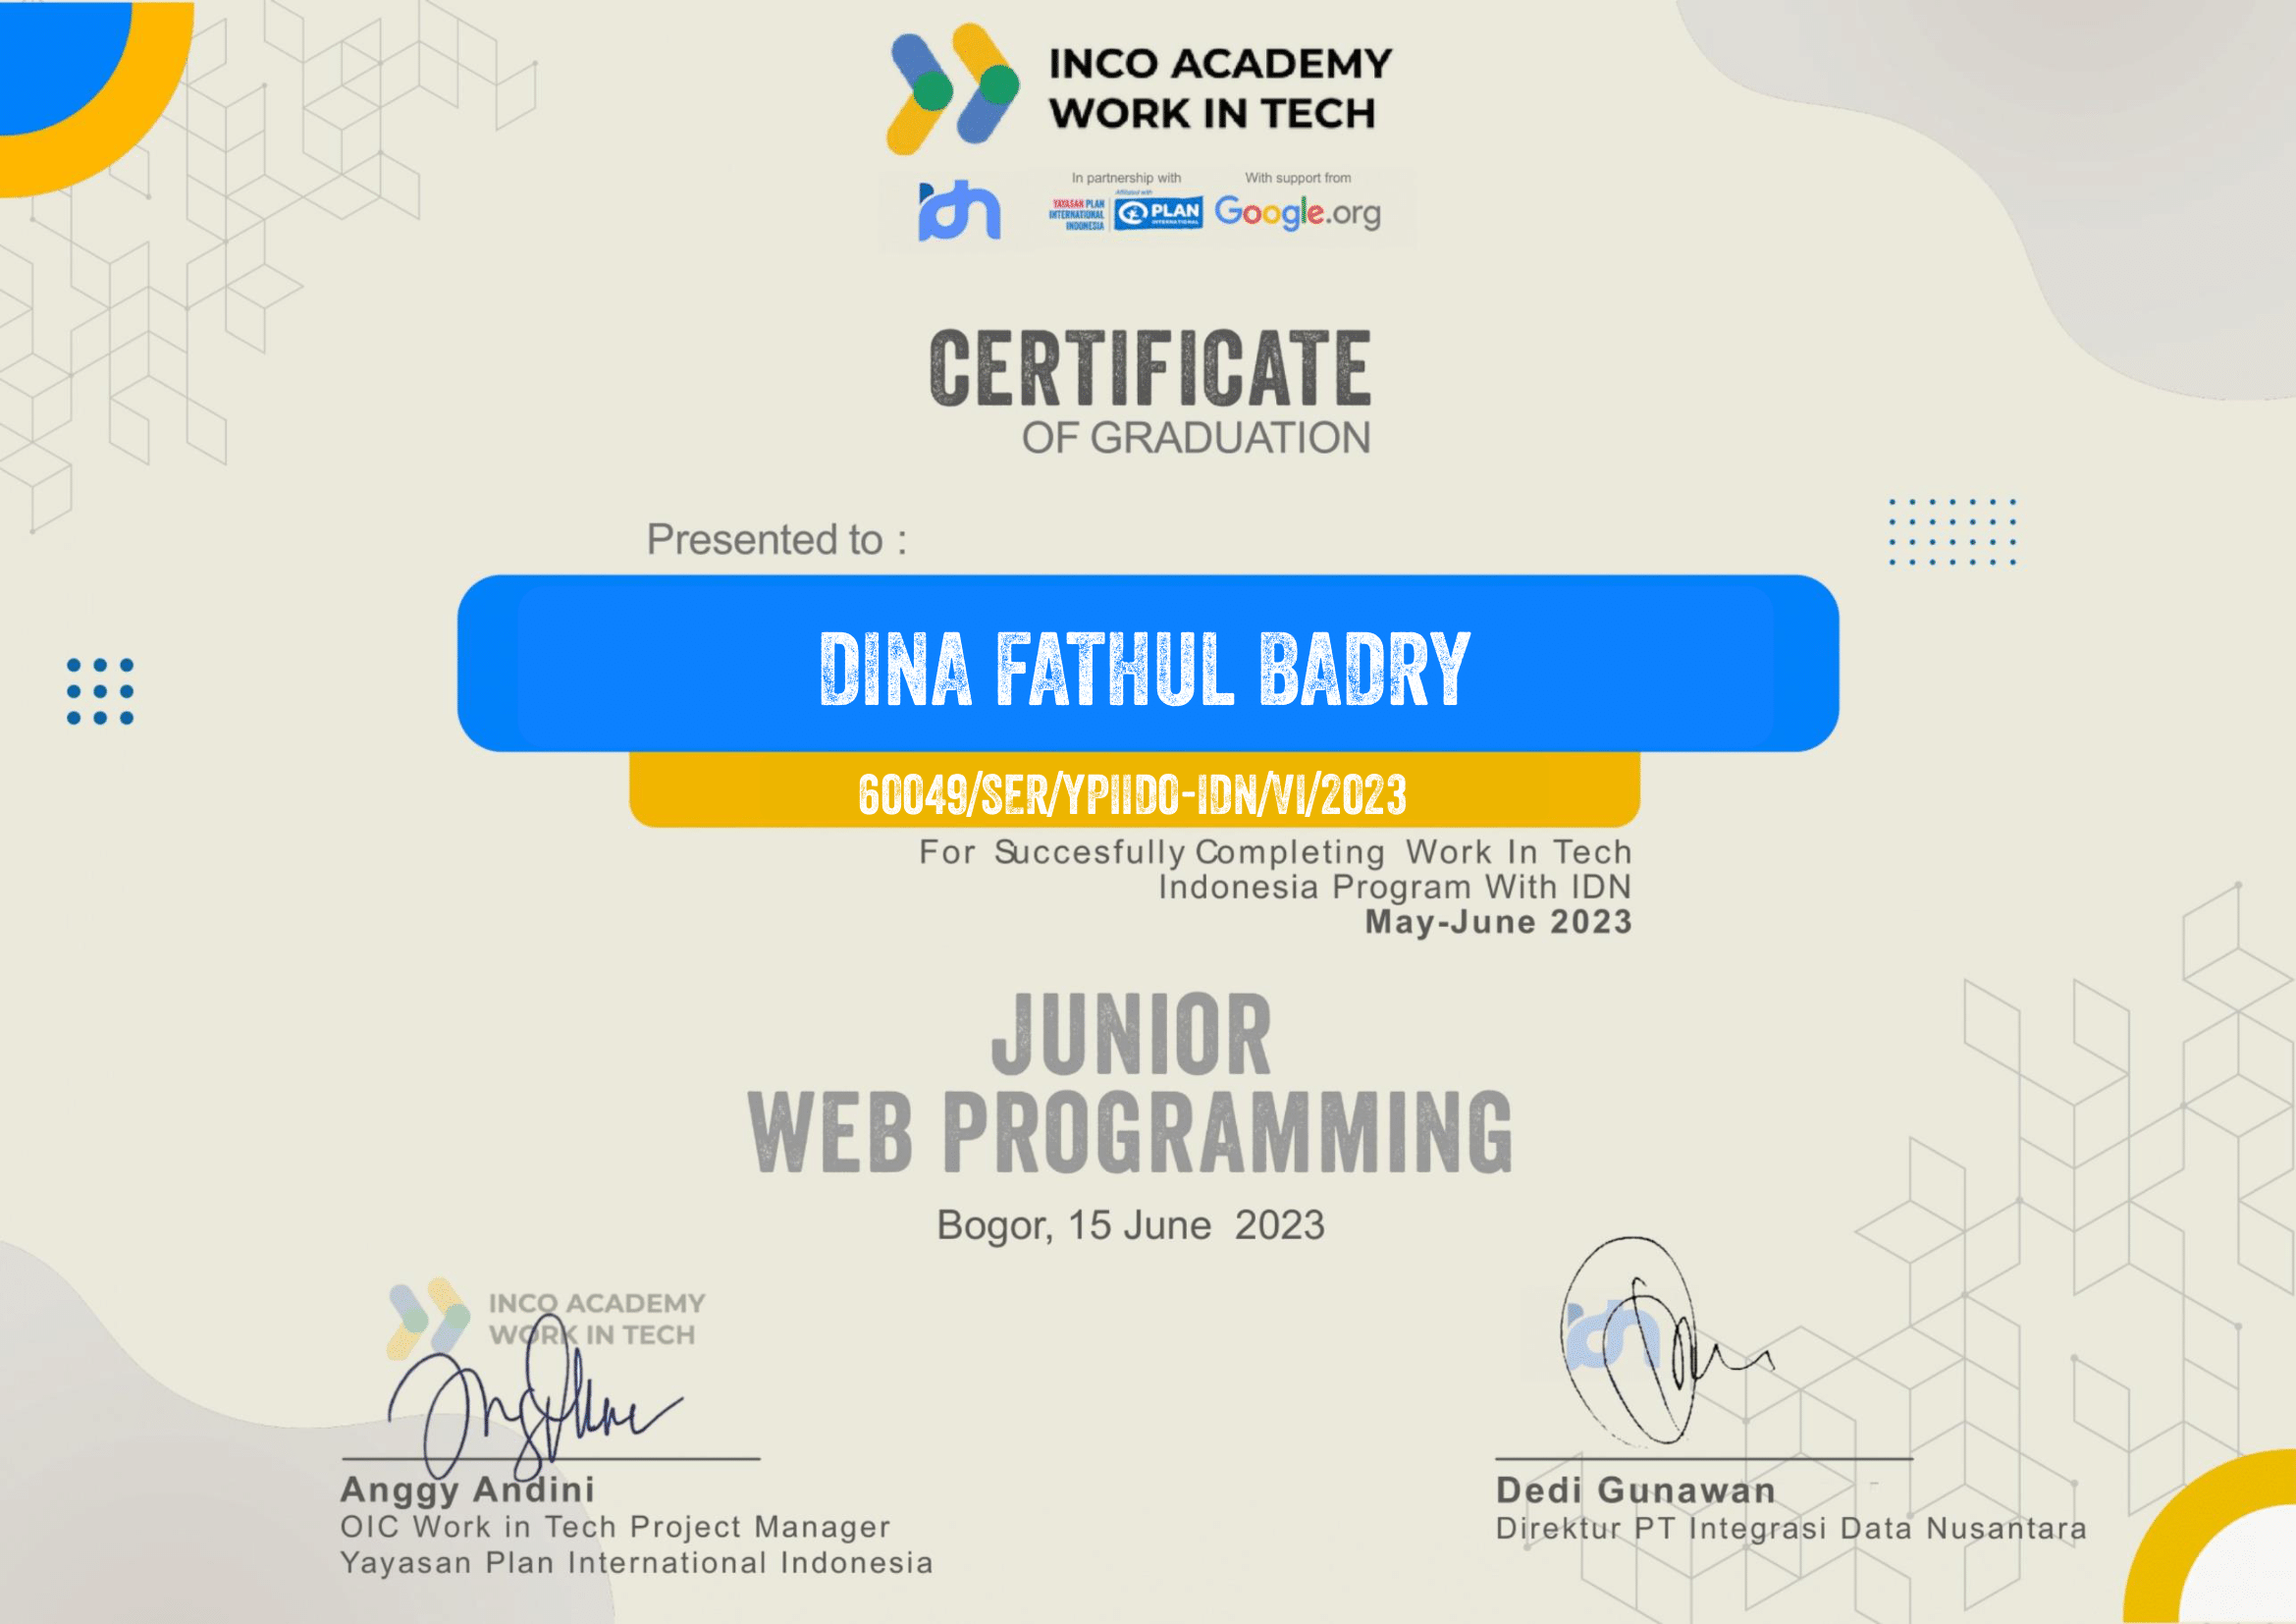 INCO ACADEMY
WORK IN TECH
In partnership with
With support from
Affiliated with
YAYASAN PLAN
INTERNATIONAL
INDONESIA
PLAN
INTERNATIONAL
Google.org
CERTIFICATE
OF GRADUATION
Presented to :
DINA FATHUL BADRY
60049/SER/YPIIDO-IDN/VI/2023
For Succesfully Completing Work In Tech
Indonesia Program With IDN
May-June 2023
JUNIOR
WEB PROGRAMMING
Bogor, 15 June 2023
INCO ACADEMY
WORK IN TECH
Anggy Andini
OIC Work in Tech Project Manager
Yayasan Plan International Indonesia
Dedi Gunawan
Direktur PT Integrasi Data Nusantara